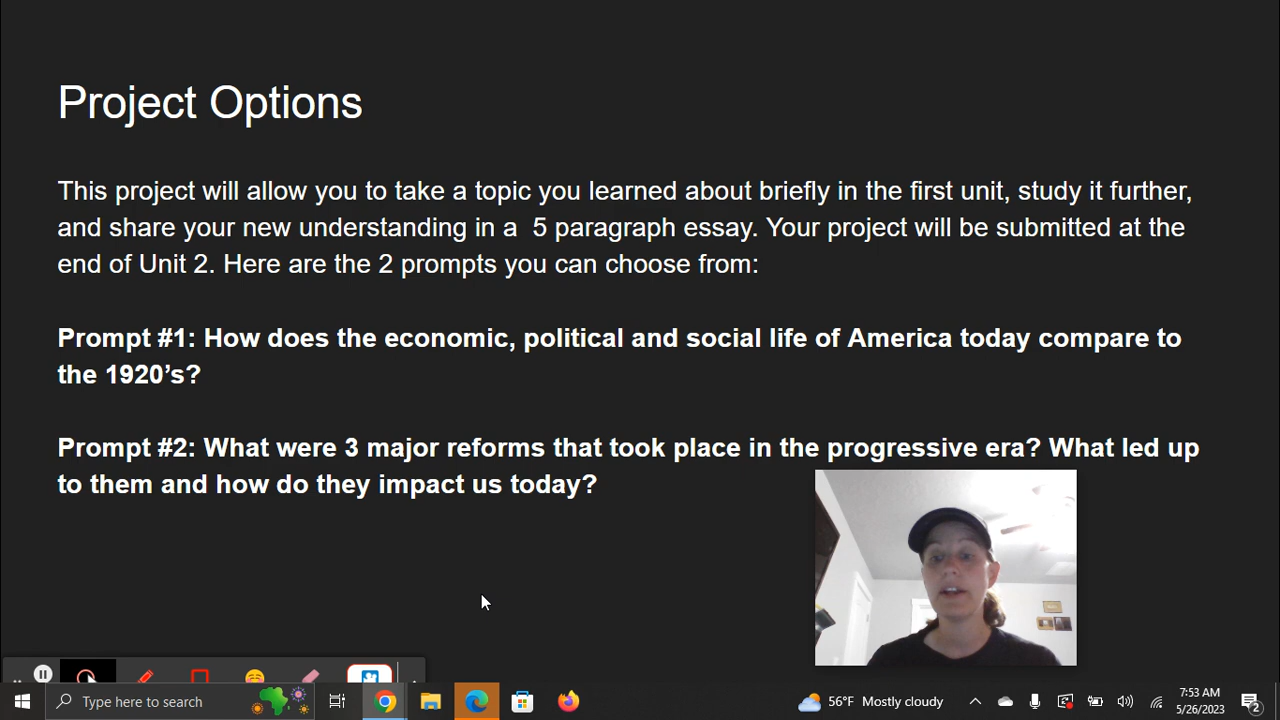 Project Options
This project will allow you to take a topic you learned about briefly in the first unit, study it further,
and share your new understanding in a  5 paragraph essay. Your project will be submitted at the
end of Unit 2. Here are the 2 prompts you can choose from:
Prompt #1: How does the economic, political and social life of America today compare to
the 1920’s?
Prompt #2: What were 3 major reforms that took place in the progressive era? What led up
to them and how do they impact us today?
Type here to search
56°F Mostly cloudy
7:53 AM
5/26/2023
2